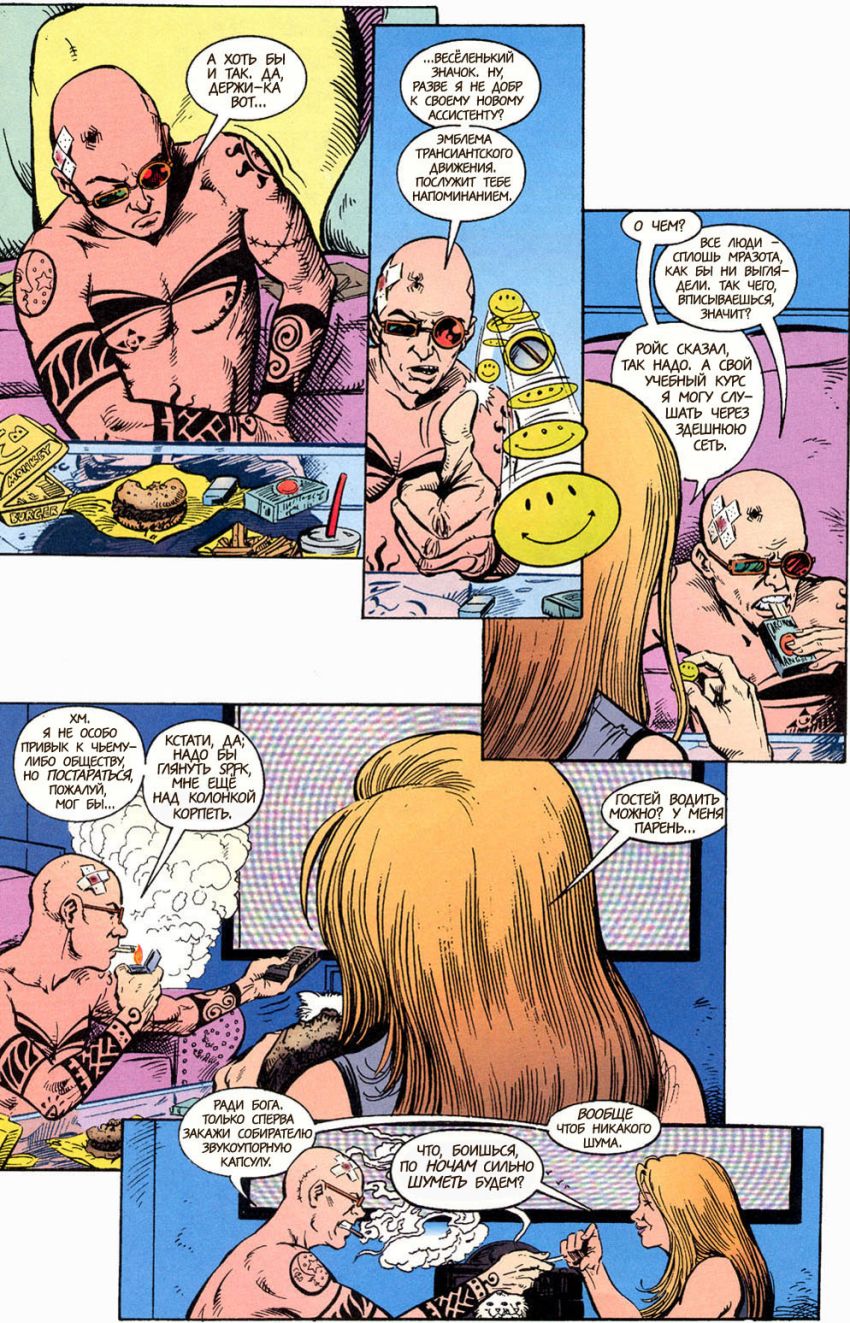 А ХОТЬ БЫ
И ТАК. ДА,
ДЕРЖИ-КА
ВОТ...
MONKEY
BURGER
...ВЕСЁЛЕНЬКИЙ
ЗНАЧОК. НУ,
РАЗВЕ Я НЕ ДОБР
К СВОЕМУ НОВОМУ
АССИСТЕНТУ?
ЭМБЛЕМА
ТРАНСИАНТСКОГО
ДВИЖЕНИЯ.
ПОСЛУЖИТ ТЕБЕ
НАПОМИНАНИЕМ.
О ЧЕМ?
ВСЕ ЛЮДИ -
СПЛОШЬ МРАЗОТА,
КАК БЫ НИ ВЫГЛЯ-
ДЕЛИ. ТАК ЧЕГО,
ВПИСЫВАЕШЬСЯ,
ЗНАЧИТ?
РОЙС СКАЗАЛ,
ТАК НАДО. А СВОЙ
УЧЕБНЫЙ КУРС
Я МОГУ СЛУ-
ШАТЬ ЧЕРЕЗ
ЗДЕШНЮЮ
СЕТЬ.
ХМ.
Я НЕ ОСОБО
ПРИВЫК К ЧЬЕМУ-
ЛИБО ОБЩЕСТВУ,
НО ПОСТАРАТЬСЯ,
ПОЖАЛУЙ,
МОГ БЫ...
КСТАТИ, ДА;
НАДО БЫ
ГЛЯНУТЬ SPFK,
МНЕ ЕЩЁ
НАД КОЛОНКОЙ
КОРПЕТЬ.
ГОСТЕЙ ВОДИТЬ
МОЖНО? У МЕНЯ
ПАРЕНЬ...
РАДИ БОГА.
ТОЛЬКО СПЕРВА
ЗАКАЖИ СОБИРАТЕЛЮ
ЗВУКОУПОРНУЮ
КАПСУЛУ.
ВООБЩЕ
ЧТОБ НИКАКОГО
ШУМА.
ЧТО, БОИШЬСЯ,
ПО НОЧАМ СИЛЬНО
ШУМЕТЬ БУДЕМ?